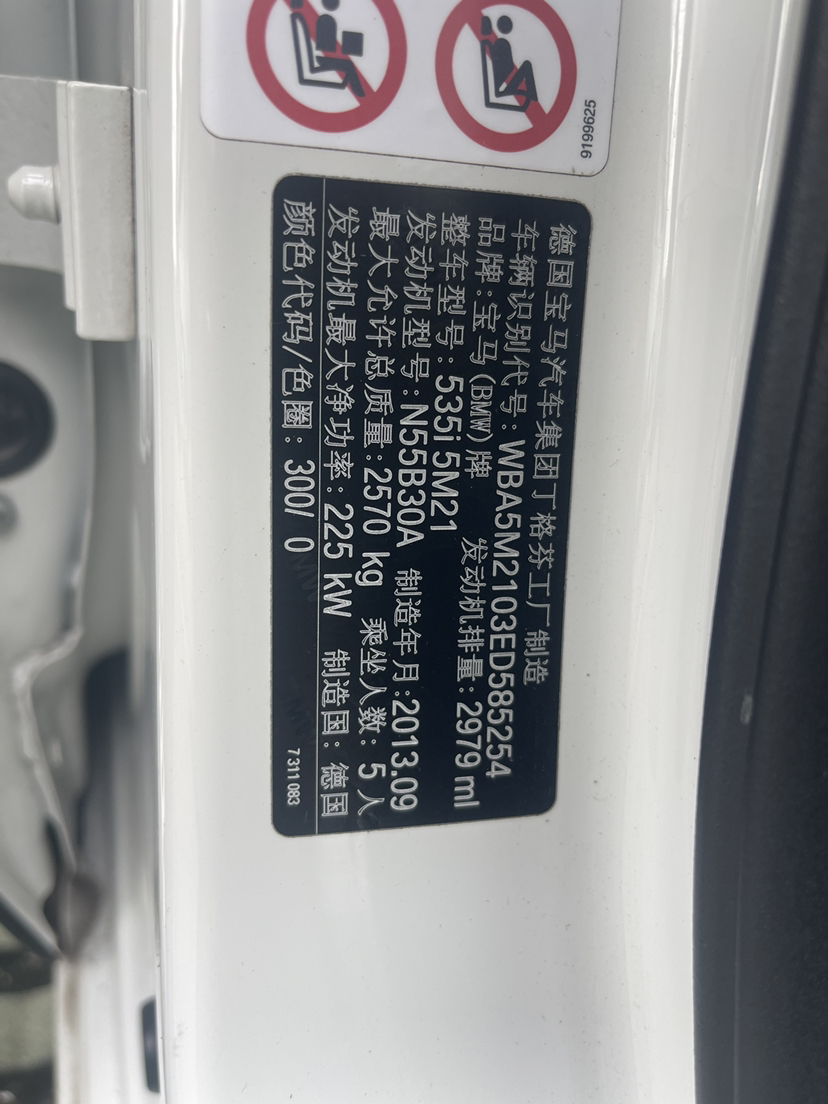 9199625
德国宝马汽车集团丁格芬工厂制造
车辆识别代号:WBA5M2103ED585254
品牌:宝马(BMW)牌 发动机排量:2979 ml
整车型号:535i 5M21
发动机型号:N55B30A 制造年月:2013.09
最大允许总质量:2570 kg 乘坐人数:5人
发动机最大净功率:225 kW 制造国:德国
颜色代码/色圈:300/ 0
7311083